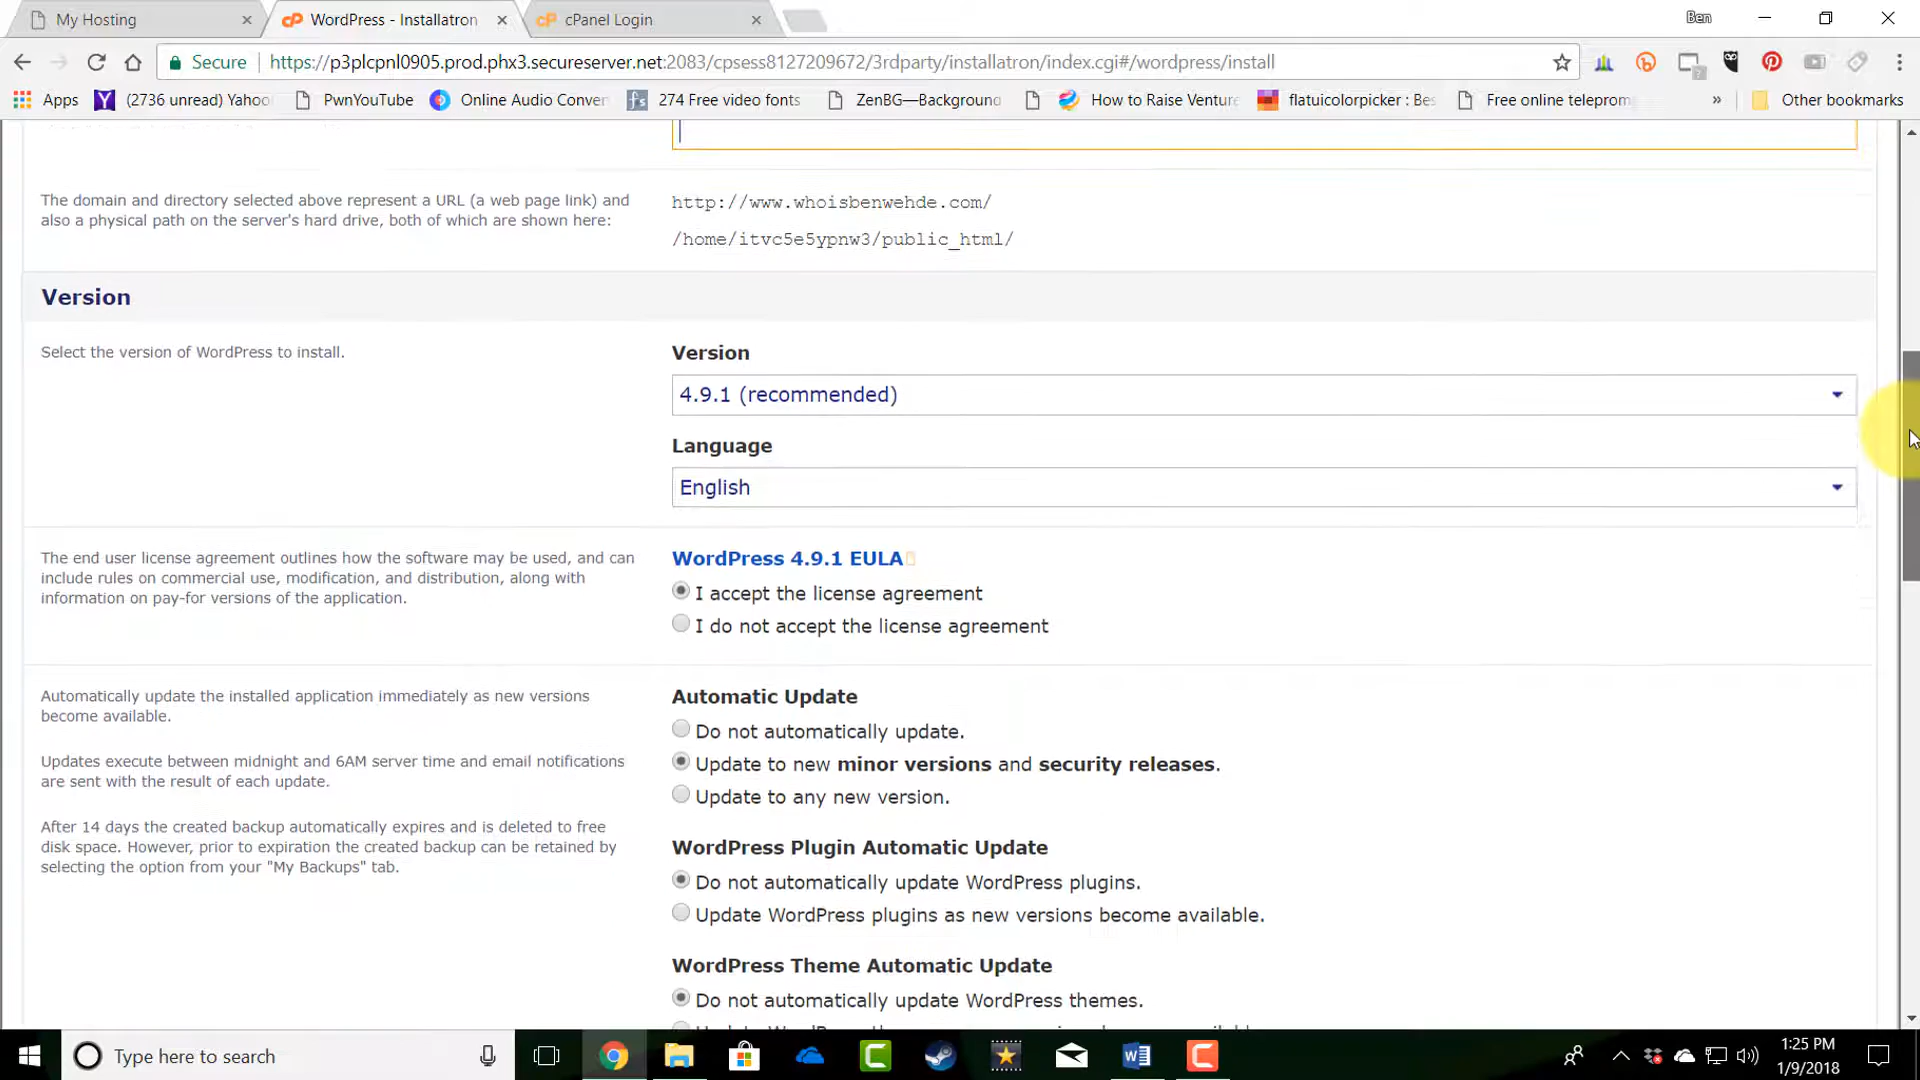 My Hosting
WordPress - Installatron
cPanel Login
Ben
Secure
https://p3plcpnl0905.prod.phx3.secureserver.net:2083/cpsess8127209672/3rdparty/installatron/index.cgi#/wordpress/install
Apps
(2736 unread) Yahoo
PwnYouTube
Online Audio Conver
274 Free video fonts
ZenBG—Background
How to Raise Ventur
flatuicolorpicker : Bes
Free online teleprom
»
Other bookmarks
The domain and directory selected above represent a URL (a web page link) and
also a physical path on the server's hard drive, both of which are shown here:
http://www.whoisbenwehde.com/
/home/itvc5e5ypnw3/public_html/
Version
Select the version of WordPress to install.
Version
4.9.1 (recommended)
Language
English
The end user license agreement outlines how the software may be used, and can
include rules on commercial use, modification, and distribution, along with
information on pay-for versions of the application.
WordPress 4.9.1 EULA
I accept the license agreement
I do not accept the license agreement
Automatically update the installed application immediately as new versions
become available.
Updates execute between midnight and 6AM server time and email notifications
are sent with the result of each update.
After 14 days the created backup automatically expires and is deleted to free
disk space. However, prior to expiration the created backup can be retained by
selecting the option from your "My Backups" tab.
Automatic Update
Do not automatically update.
Update to new minor versions and security releases.
Update to any new version.
WordPress Plugin Automatic Update
Do not automatically update WordPress plugins.
Update WordPress plugins as new versions become available.
WordPress Theme Automatic Update
Do not automatically update WordPress themes.
Type here to search
1:25 PM
1/9/2018